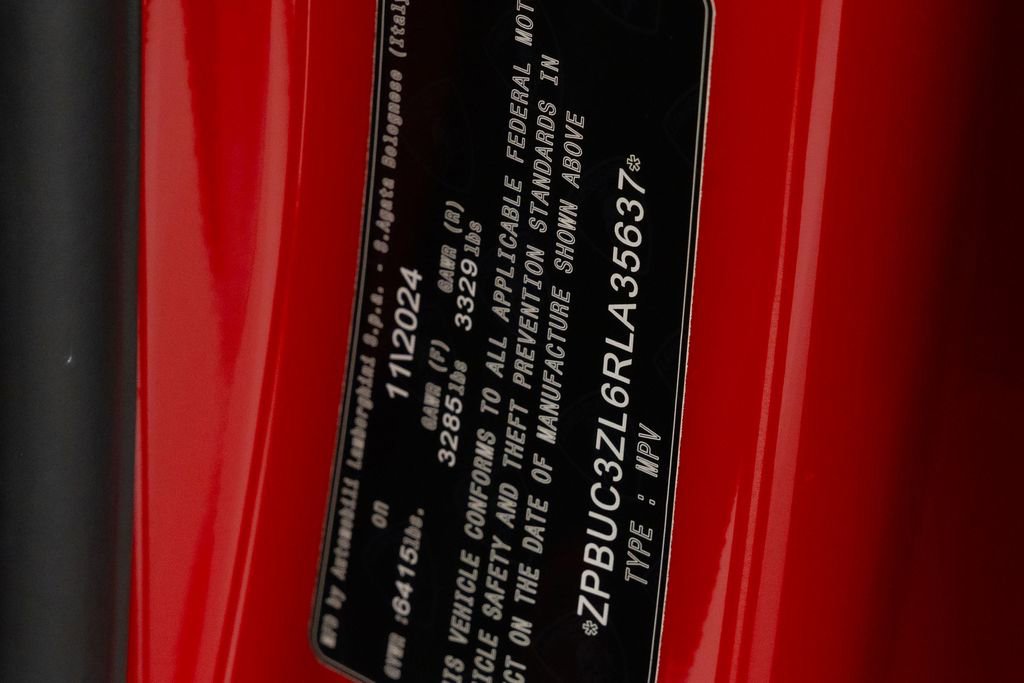 MFD by Automobili Lamborghini S.p.a. - S.Agata Bolognese (Italy
on 11\2024
GAWR (F) GAWR (R)
GVWR :6415lbs. 3285lbs 3329lbs
IS VEHICLE CONFORMS TO ALL APPLICABLE FEDERAL MOT
ICLE SAFETY AND THEFT PREVENTION STANDARDS IN
CT ON THE DATE OF MANUFACTURE SHOWN ABOVE
*ZPBUC3ZL6RLA35637*
TYPE : MPV